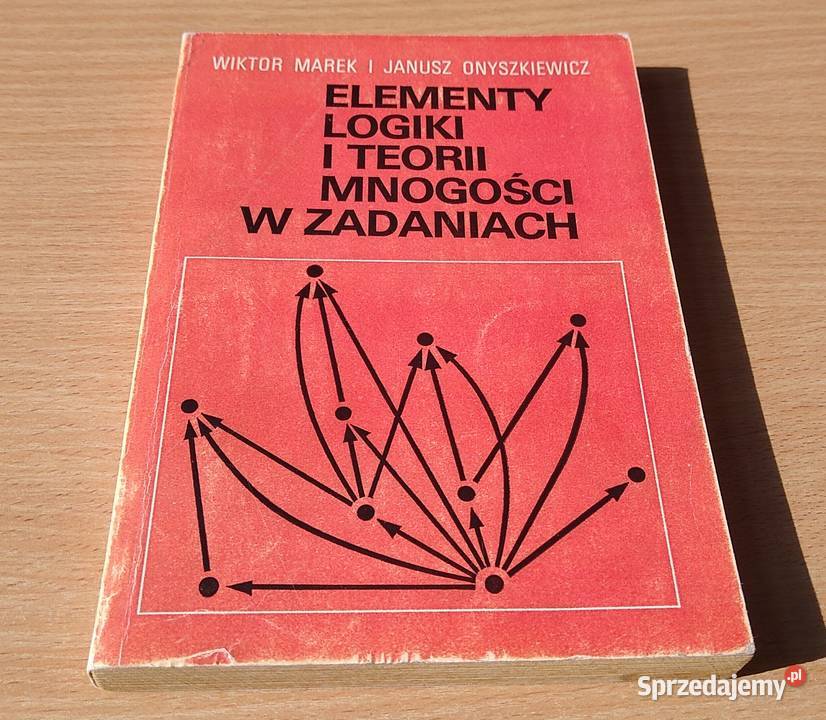 WIKTOR MAREK I JANUSZ ONYSZKIEWICZ
ELEMENTY
LOGIKI
I TEORII
MNOGOŚCI
W ZADANIACH
Sprzedajemy.pl